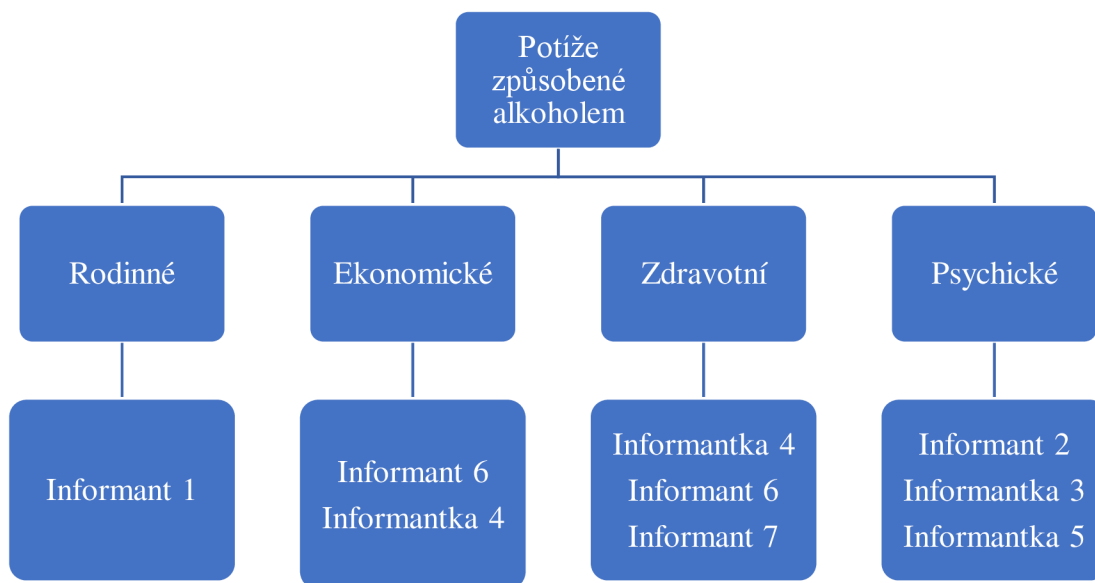 Potíže
způsobené
alkoholem
Rodinné
Ekonomické
Zdravotní
Psychické
Informant 1
Informant 6
Informantka 4
Informantka 4
Informant 6
Informant 7
Informant 2
Informantka 3
Informantka 5